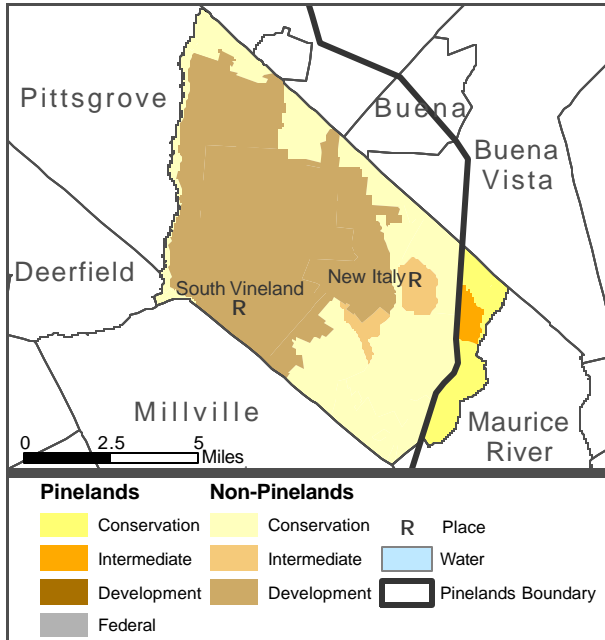 Pittsgrove
Buena
Buena
Vista
Deerfield
South Vineland
R
New Italy R
Millville
Maurice
River
0 2.5 5
Miles
Pinelands Non-Pinelands
Conservation Conservation R Place
Intermediate Intermediate Water
Development Development Pinelands Boundary
Federal